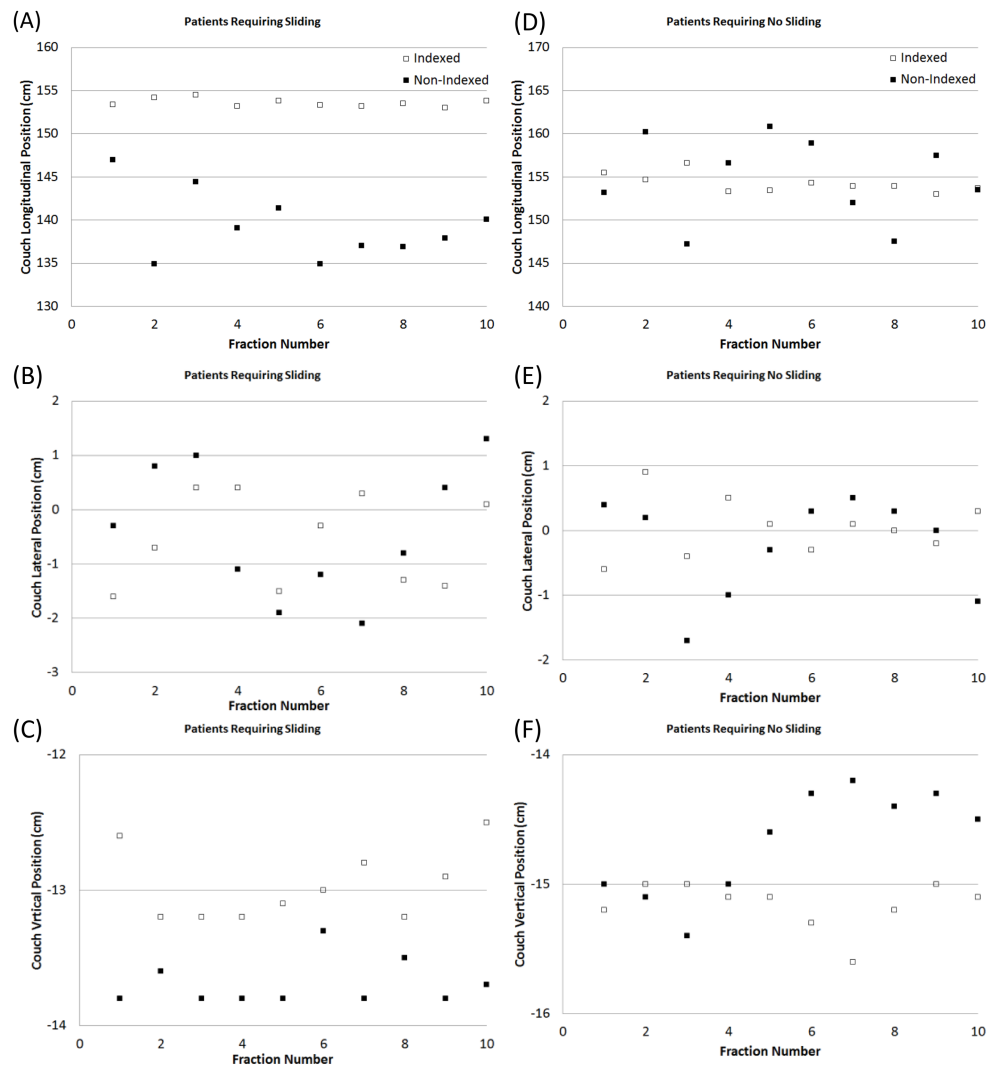 (A)
Patients Requiring Sliding
160
155
150
145
140
135
130
Couch Longitudinal Position (cm)
□ Indexed
■ Non-Indexed
0 2 4 6 8 10
Fraction Number
(D)
Patients Requiring No Sliding
170
165
160
155
150
145
140
Couch Longitudinal Position (cm)
□ Indexed
■ Non-Indexed
0 2 4 6 8 10
Fraction Number
(B)
Patients Requiring Sliding
2
1
0
-1
-2
-3
Couch Lateral Position (cm)
0 2 4 6 8 10
Fraction Number
(E)
Patients Requiring No Sliding
2
1
0
-1
-2
Couch Lateral Position (cm)
0 2 4 6 8 10
Fraction Number
(C)
Patients Requiring Sliding
-12
-13
-14
Couch Vrtical Position (cm)
0 2 4 6 8 10
Fraction Number
(F)
Patients Requiring No Sliding
-14
-15
-16
Couch Vertical Position (cm)
0 2 4 6 8 10
Fraction Number